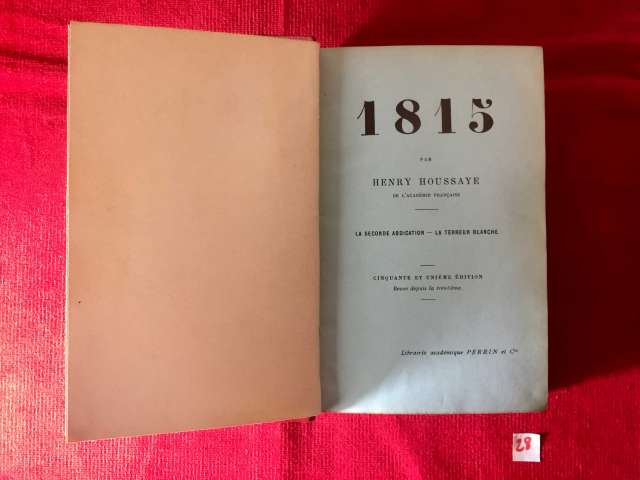 1815
PAR
HENRY HOUSSAYE
DE L'ACADÉMIE FRANÇAISE
LA SECONDE ABDICATION — LA TERREUR BLANCHE
CINQUANTE ET UNIÈME ÉDITION
Revue depuis la troisième.
Librairie académique PERRIN et Cie
28